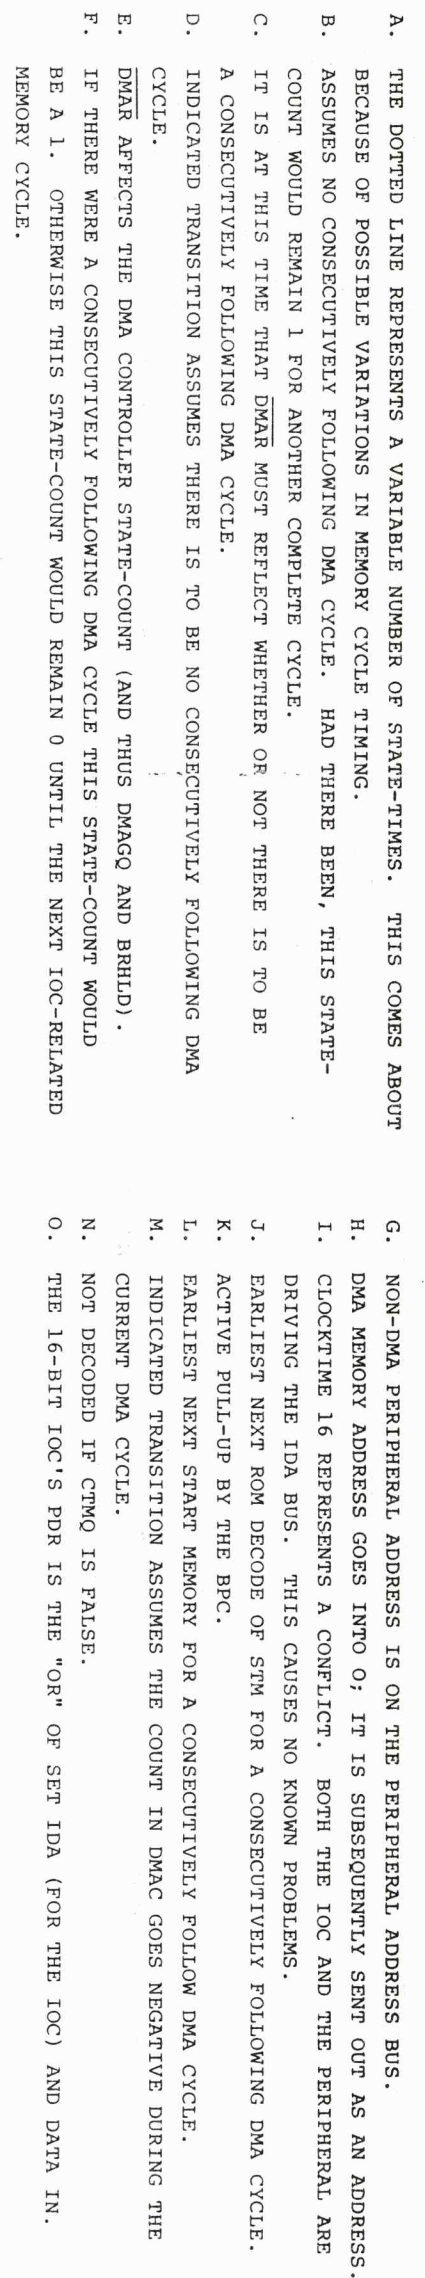 A. THE DOTTED LINE REPRESENTS A VARIABLE NUMBER OF STATE-TIMES. THIS COMES ABOUT
BECAUSE OF POSSIBLE VARIATIONS IN MEMORY CYCLE TIMING.
B. ASSUMES NO CONSECUTIVELY FOLLOWING DMA CYCLE. HAD THERE BEEN, THIS STATE-
COUNT WOULD REMAIN 1 FOR ANOTHER COMPLETE CYCLE.
C. IT IS AT THIS TIME THAT DMAR MUST REFLECT WHETHER OR NOT THERE IS TO BE
A CONSECUTIVELY FOLLOWING DMA CYCLE.
D. INDICATED TRANSITION ASSUMES THERE IS TO BE NO CONSECUTIVELY FOLLOWING DMA
CYCLE.
E. DMAR AFFECTS THE DMA CONTROLLER STATE-COUNT (AND THUS DMAGQ AND BRHLD).
F. IF THERE WERE A CONSECUTIVELY FOLLOWING DMA CYCLE THIS STATE-COUNT WOULD
BE A 1. OTHERWISE THIS STATE-COUNT WOULD REMAIN 0 UNTIL THE NEXT IOC-RELATED
MEMORY CYCLE.
G. NON-DMA PERIPHERAL ADDRESS IS ON THE PERIPHERAL ADDRESS BUS.
H. DMA MEMORY ADDRESS GOES INTO O; IT IS SUBSEQUENTLY SENT OUT AS AN ADDRESS.
I. CLOCKTIME 16 REPRESENTS A CONFLICT. BOTH THE IOC AND THE PERIPHERAL ARE
DRIVING THE IDA BUS. THIS CAUSES NO KNOWN PROBLEMS.
J. EARLIEST NEXT ROM DECODE OF STM FOR A CONSECUTIVELY FOLLOWING DMA CYCLE.
K. ACTIVE PULL-UP BY THE BPC.
L. EARLIEST NEXT START MEMORY FOR A CONSECUTIVELY FOLLOW DMA CYCLE.
M. INDICATED TRANSITION ASSUMES THE COUNT IN DMAC GOES NEGATIVE DURING THE
CURRENT DMA CYCLE.
N. NOT DECODED IF CTMQ IS FALSE.
O. THE 16-BIT IOC'S PDR IS THE "OR" OF SET IDA (FOR THE IOC) AND DATA IN.